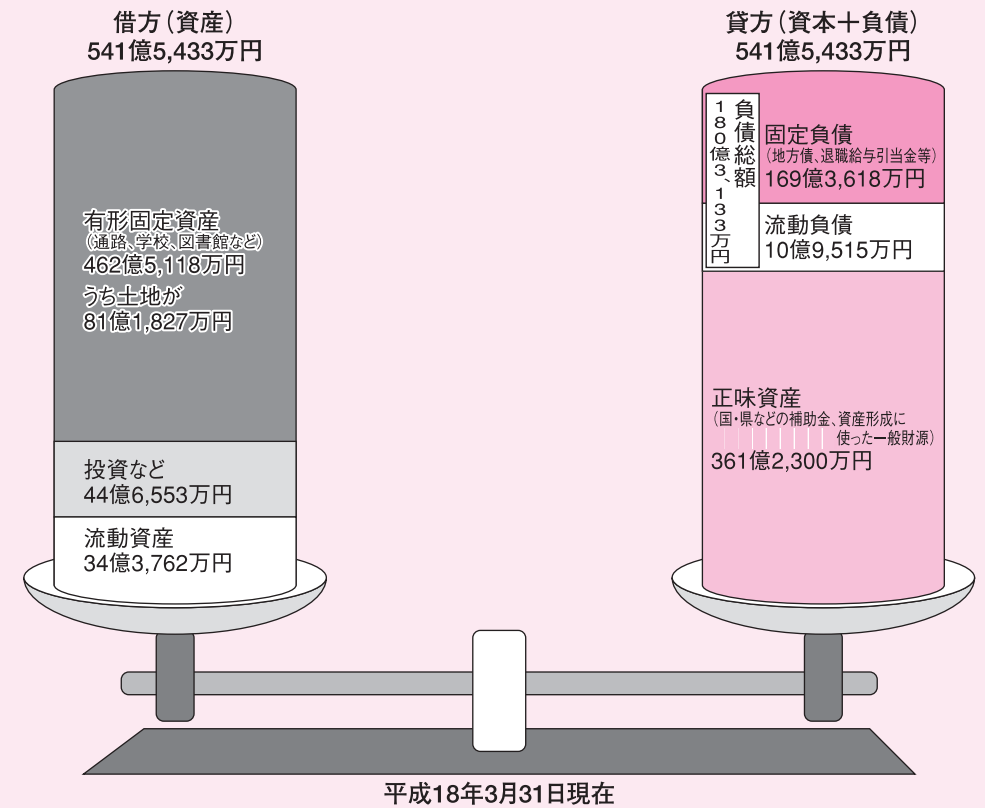 借方（資産）
541億5,433万円
有形固定資産
（通路、学校、図書館など）
462億5,118万円
うち土地が
81億1,827万円
投資など
44億6,553万円
流動資産
34億3,762万円
貸方（資本＋負債）
541億5,433万円
負債総額
180億3、133万円
固定負債
（地方債、退職給与引当金等）
169億3,618万円
流動負債
10億9,515万円
正味資産
（国・県などの補助金、資産形成に
使った一般財源）
361億2,300万円
平成18年3月31日現在